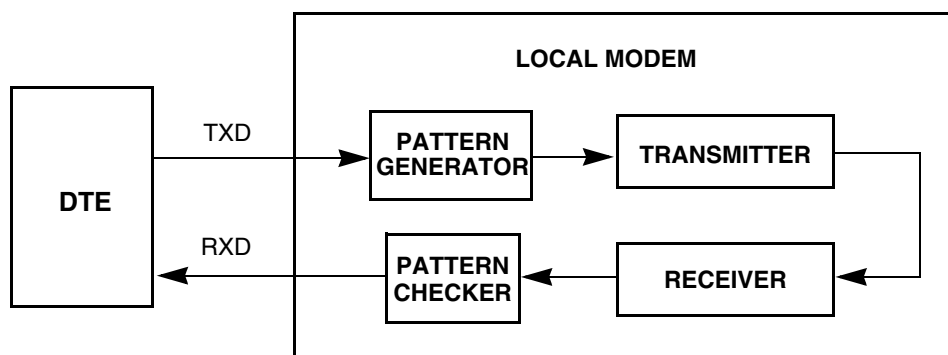 LOCAL MODEM
DTE
TXD
PATTERN
GENERATOR
TRANSMITTER
RXD
PATTERN
CHECKER
RECEIVER